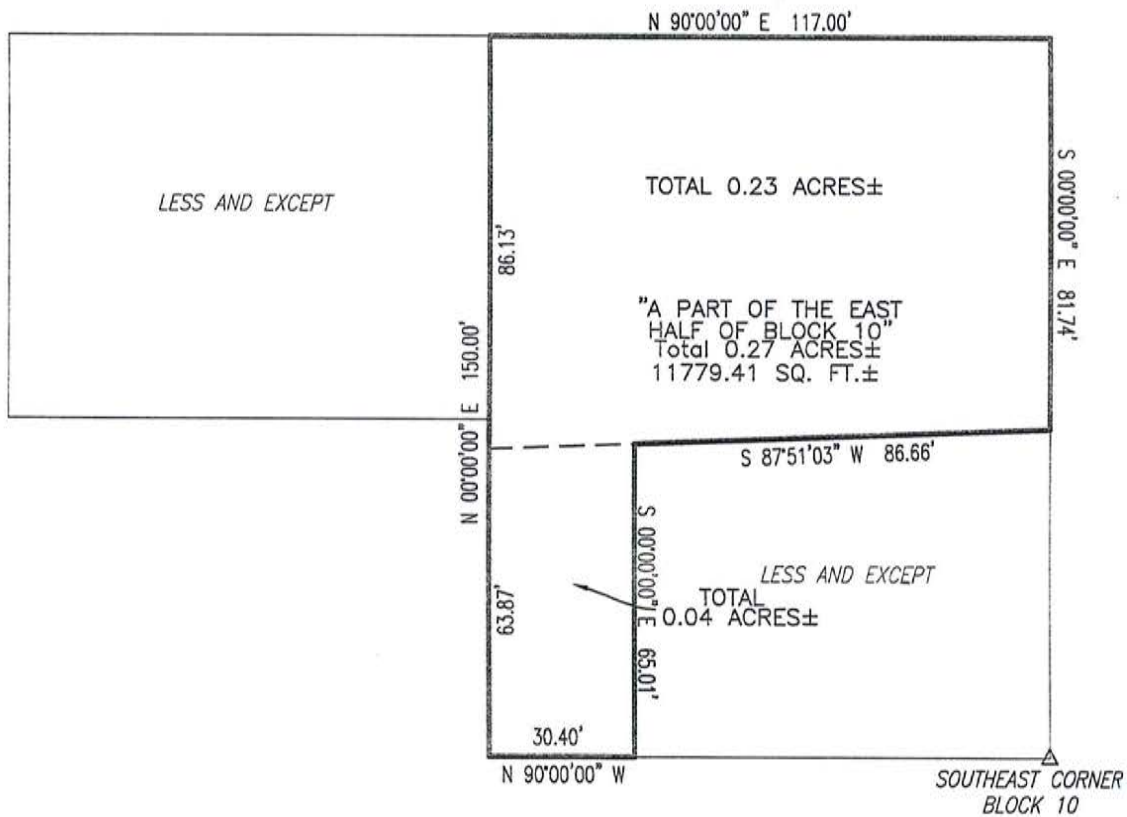 N 90°00'00" E 117.00'
LESS AND EXCEPT
TOTAL 0.23 ACRES±
S 00°00'00" E 81.74'
86.13'
"A PART OF THE EAST
HALF OF BLOCK 10"
Total 0.27 ACRES±
11779.41 SQ. FT.±
N 00°00'00" E 150.00'
S 87°51'03" W 86.66'
S 00°00'00" E 65.01'
LESS AND EXCEPT
TOTAL
0.04 ACRES±
63.87'
30.40'
N 90°00'00" W
SOUTHEAST CORNER
BLOCK 10